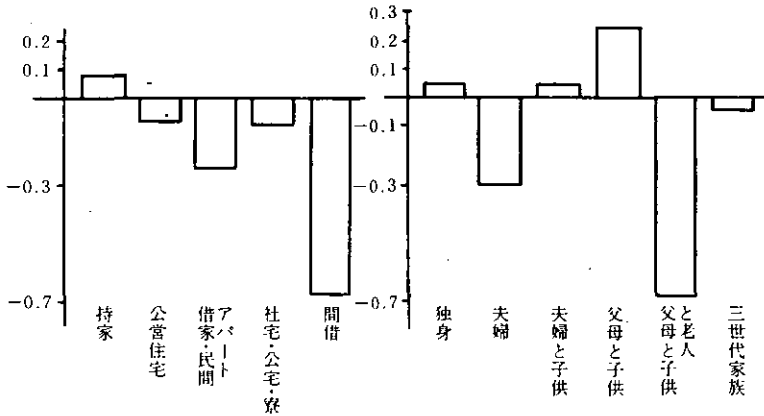 0.2
0.1
−0.3
−0.7
持家
公営住宅
アパート
借家・民間
社宅・公宅・寮
間借
0.3
0.2
0.1
−0.1
−0.3
−0.7
独身
夫婦
夫婦と子供
父母と子供
と老人
父母と子供
三世代家族